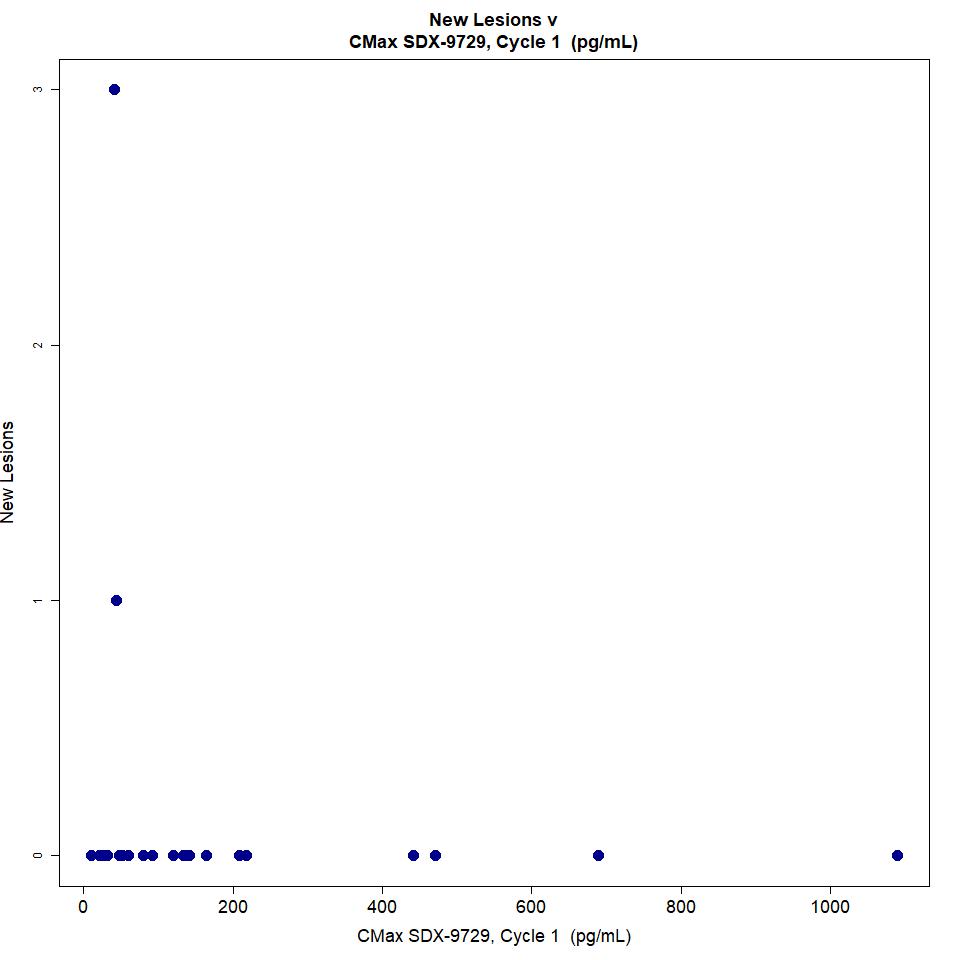 New Lesions v
CMax SDX-9729, Cycle 1  (pg/mL)
3
2
1
0
New Lesions
0 200 400 600 800 1000
CMax SDX-9729, Cycle 1  (pg/mL)